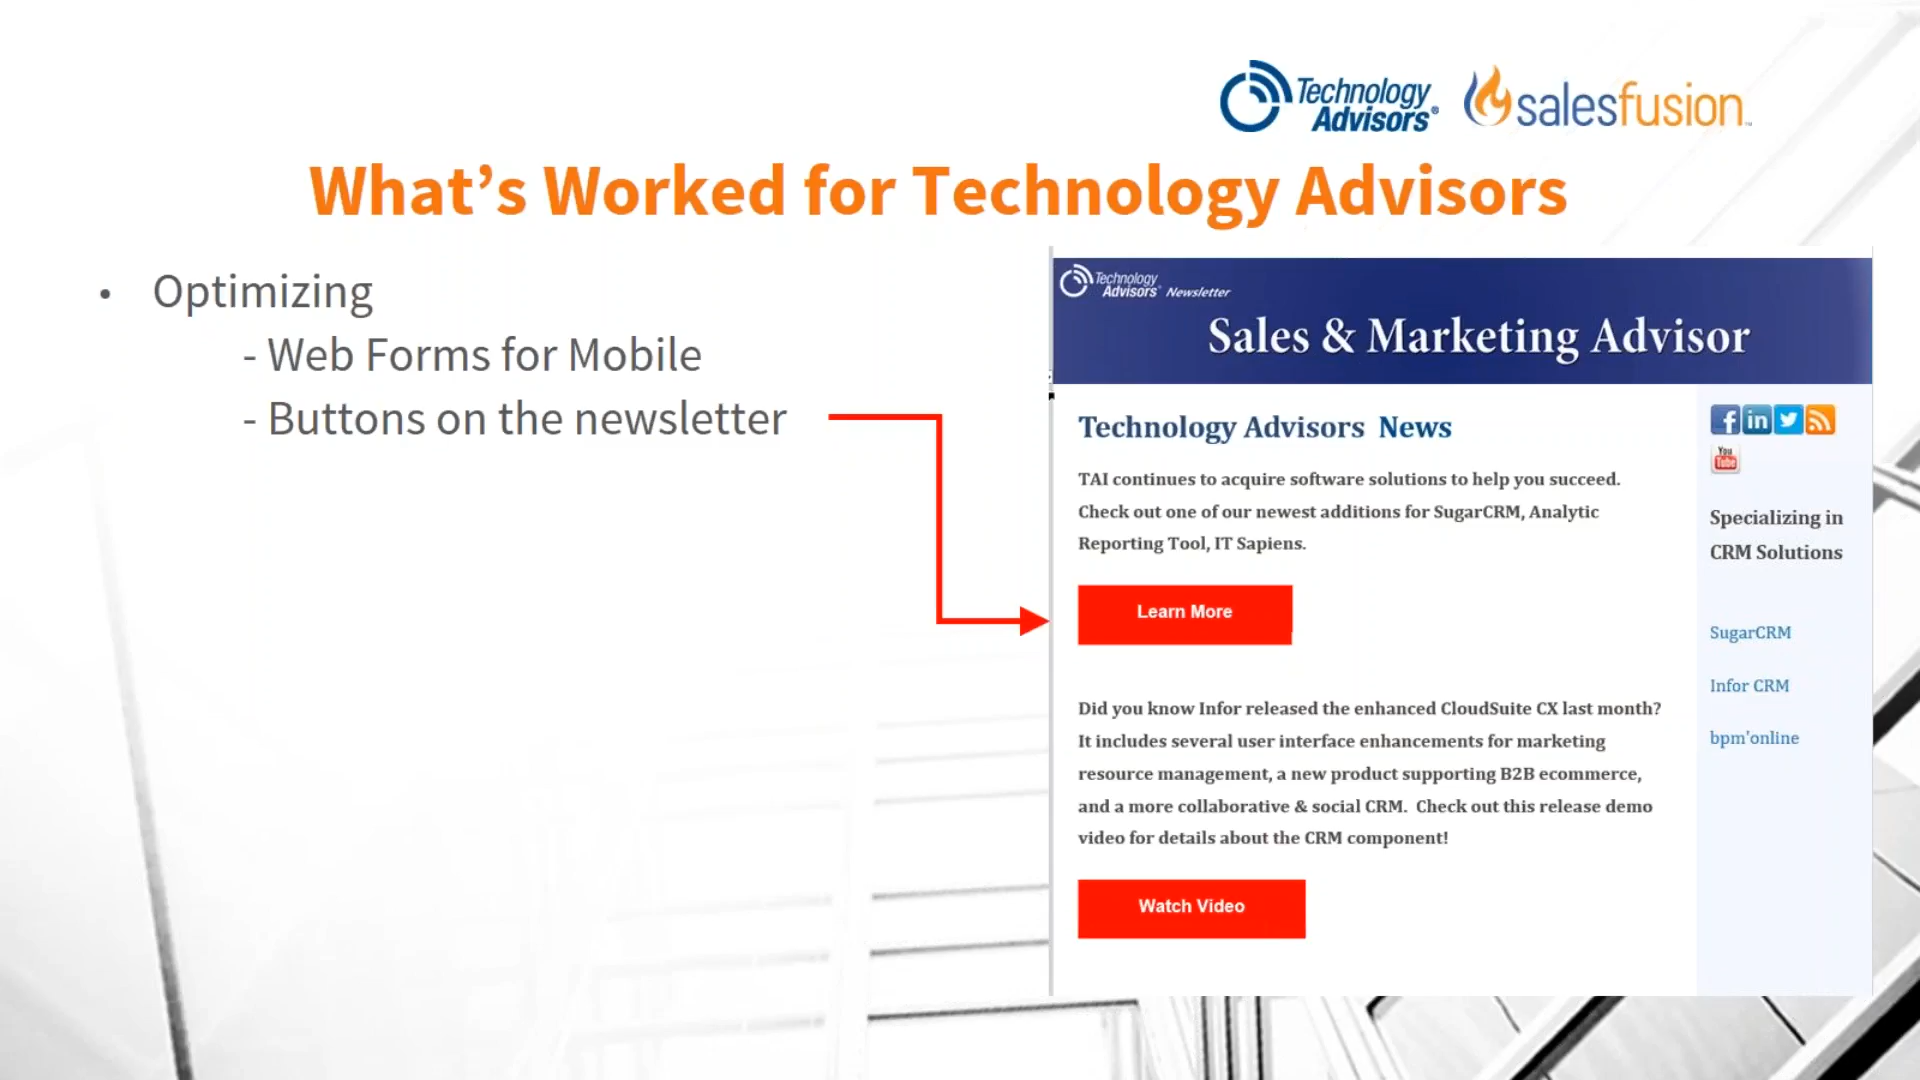 Technology
Advisors®
salesfusion™
What's Worked for Technology Advisors
• Optimizing
- Web Forms for Mobile
- Buttons on the newsletter
Technology
Advisors® Newsletter
Sales & Marketing Advisor
Technology Advisors News
TAI continues to acquire software solutions to help you succeed.
Check out one of our newest additions for SugarCRM, Analytic
Reporting Tool, IT Sapiens.
Learn More
Did you know Infor released the enhanced CloudSuite CX last month?
It includes several user interface enhancements for marketing
resource management, a new product supporting B2B ecommerce,
and a more collaborative & social CRM. Check out this release demo
video for details about the CRM component!
Watch Video
f in
You
Tube
Specializing in
CRM Solutions
SugarCRM
Infor CRM
bpm'online